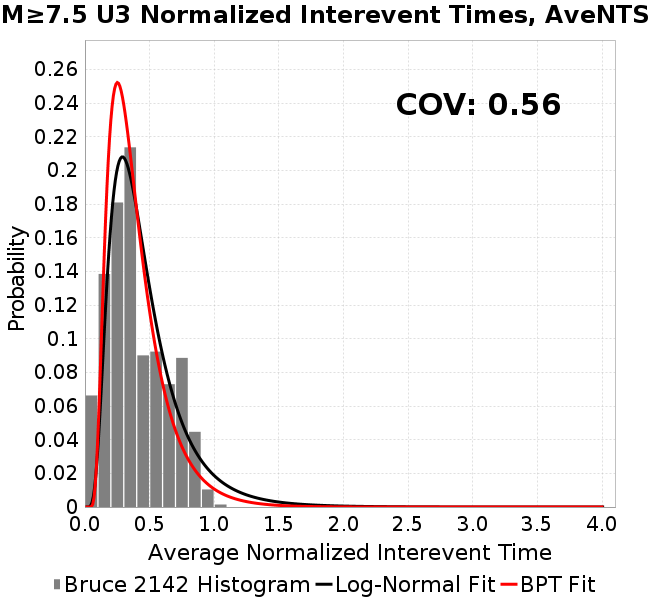 M≥7.5 U3 Normalized Interevent Times, AveNTS
COV: 0.56
0.26
0.24
0.22
0.2
0.18
0.16
0.14
0.12
0.1
0.08
0.06
0.04
0.02
0
Probability
0.0 0.5 1.0 1.5 2.0 2.5 3.0 3.5 4.0
Average Normalized Interevent Time
Bruce 2142 Histogram Log-Normal Fit BPT Fit